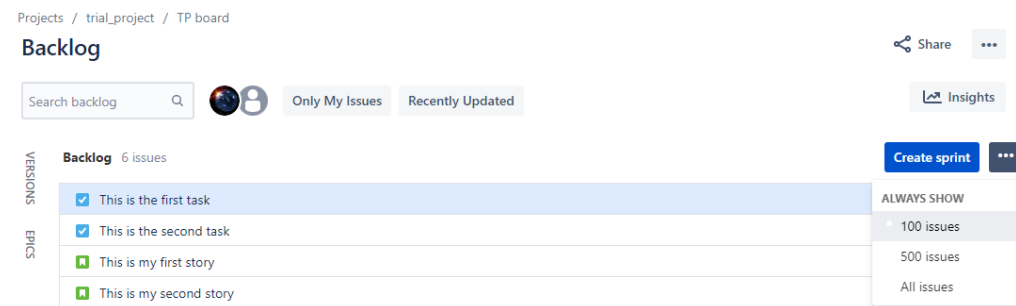 Projects / trial_project / TP board
Backlog
Share
Search backlog
Only My Issues
Recently Updated
Insights
VERSIONS
EPICS
Backlog 6 issues
Create sprint
This is the first task
This is the second task
This is my first story
This is my second story
ALWAYS SHOW
100 issues
500 issues
All issues